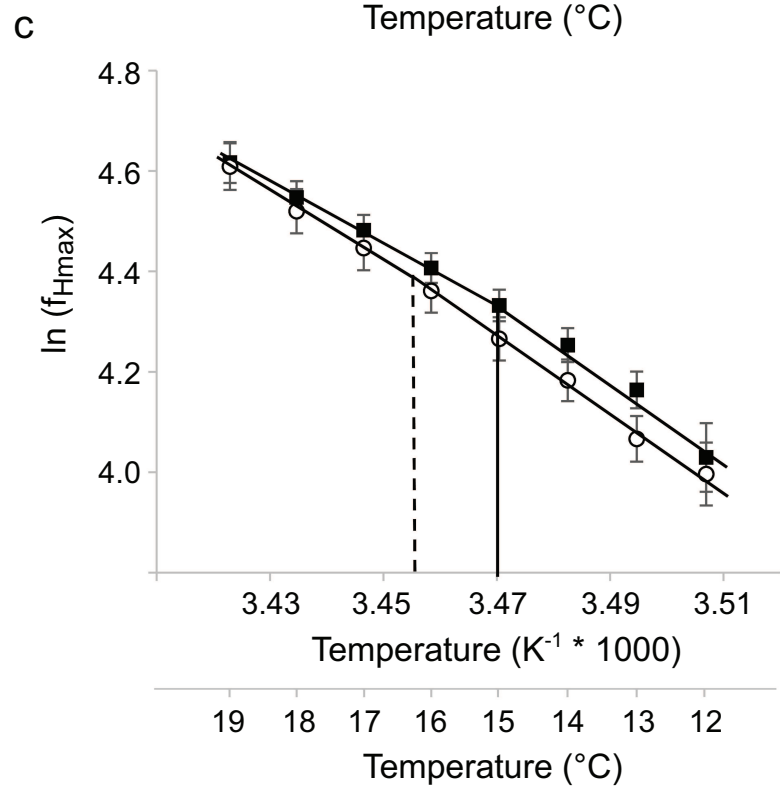 Temperature (°C)
c
4.8
4.6
4.4
4.2
4.0
ln (fHmax)
3.43 3.45 3.47 3.49 3.51
Temperature (K-1 * 1000)
19 18 17 16 15 14 13 12
Temperature (°C)